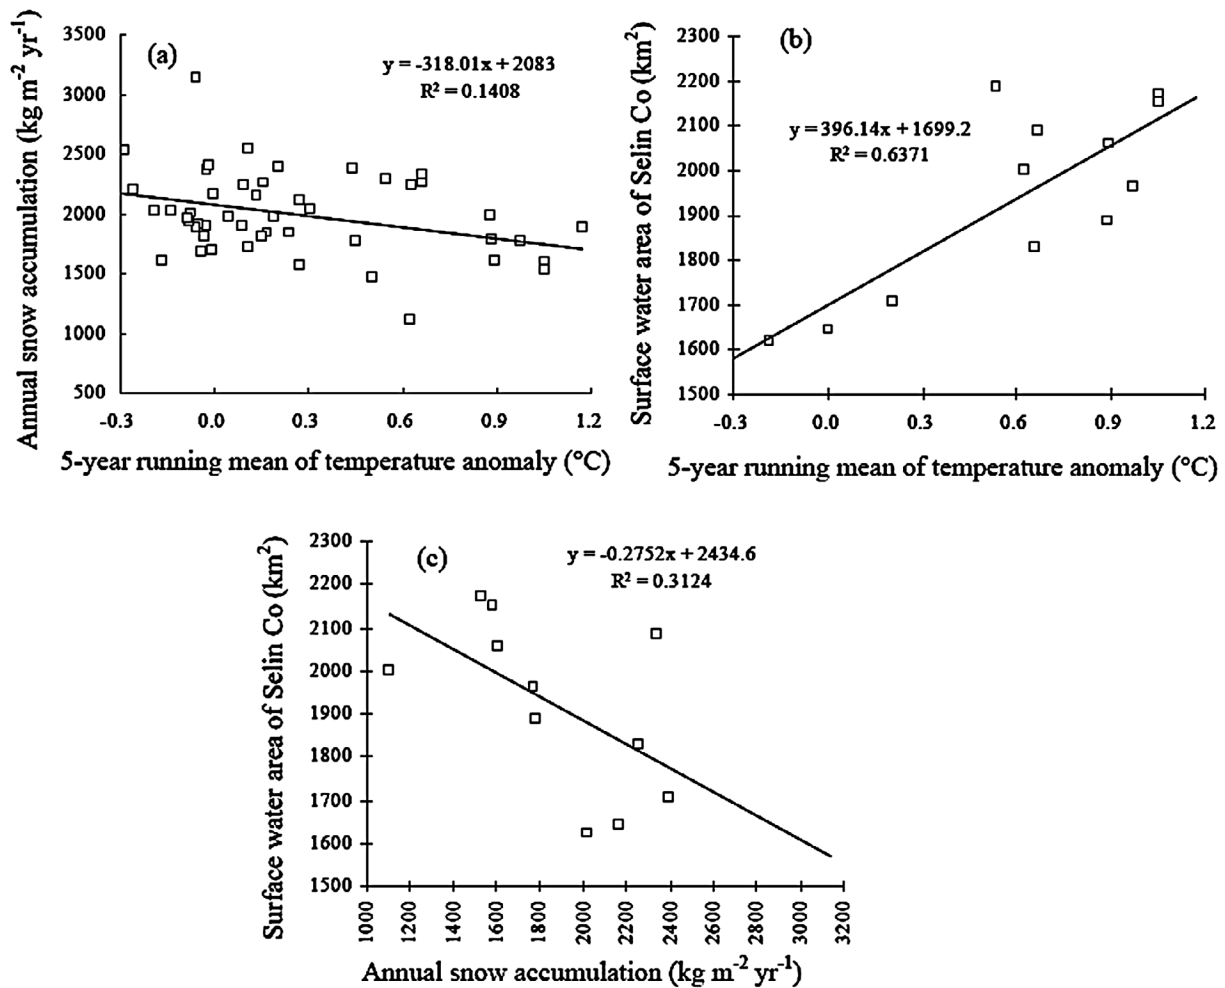 Annual snow accumulation (kg m⁻² yr⁻¹)
3500
3000
2500
2000
1500
1000
500
(a)
y = -318.01x + 2083
R² = 0.1408
-0.3 0.0 0.3 0.6 0.9 1.2
5-year running mean of temperature anomaly (°C)
Surface water area of Selin Co (km²)
2300
2200
2100
2000
1900
1800
1700
1600
1500
(b)
y = 396.14x + 1699.2
R² = 0.6371
-0.3 0.0 0.3 0.6 0.9 1.2
5-year running mean of temperature anomaly (°C)
Surface water area of Selin Co (km²)
2300
2200
2100
2000
1900
1800
1700
1600
1500
(c)
y = -0.2752x + 2434.6
R² = 0.3124
1000 1200 1400 1600 1800 2000 2200 2400 2600 2800 3000 3200
Annual snow accumulation (kg m⁻² yr⁻¹)